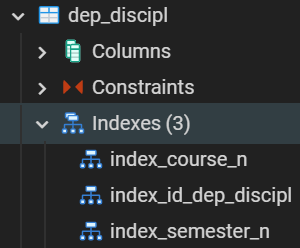 dep_discipl
Columns
Constraints
Indexes (3)
index_course_n
index_id_dep_discipl
index_semester_n